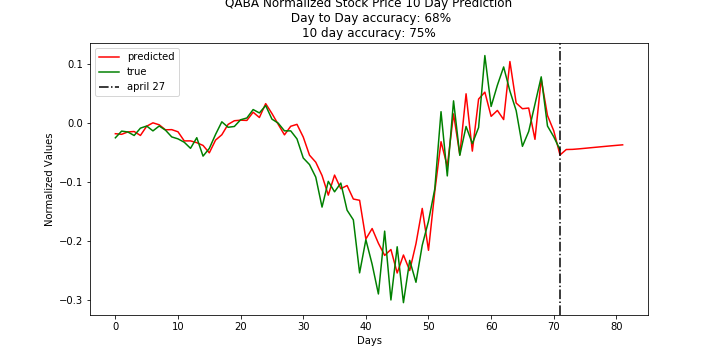 QABA Normalized Stock Price 10 Day Prediction
Day to Day accuracy: 68%
10 day accuracy: 75%
predicted
true
april 27
Normalized Values
0.1
0.0
−0.1
−0.2
−0.3
0 10 20 30 40 50 60 70 80
Days